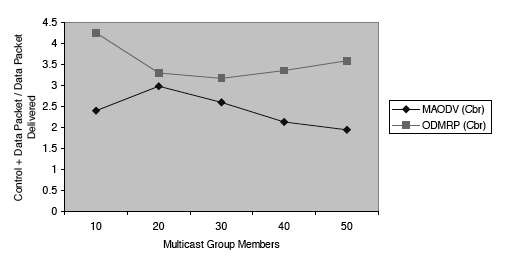 Control + Data Packet / Data Packet
Delivered
4.5
4
3.5
3
2.5
2
1.5
1
0.5
0
10 20 30 40 50
Multicast Group Members
MAODV (Cbr)
ODMRP (Cbr)